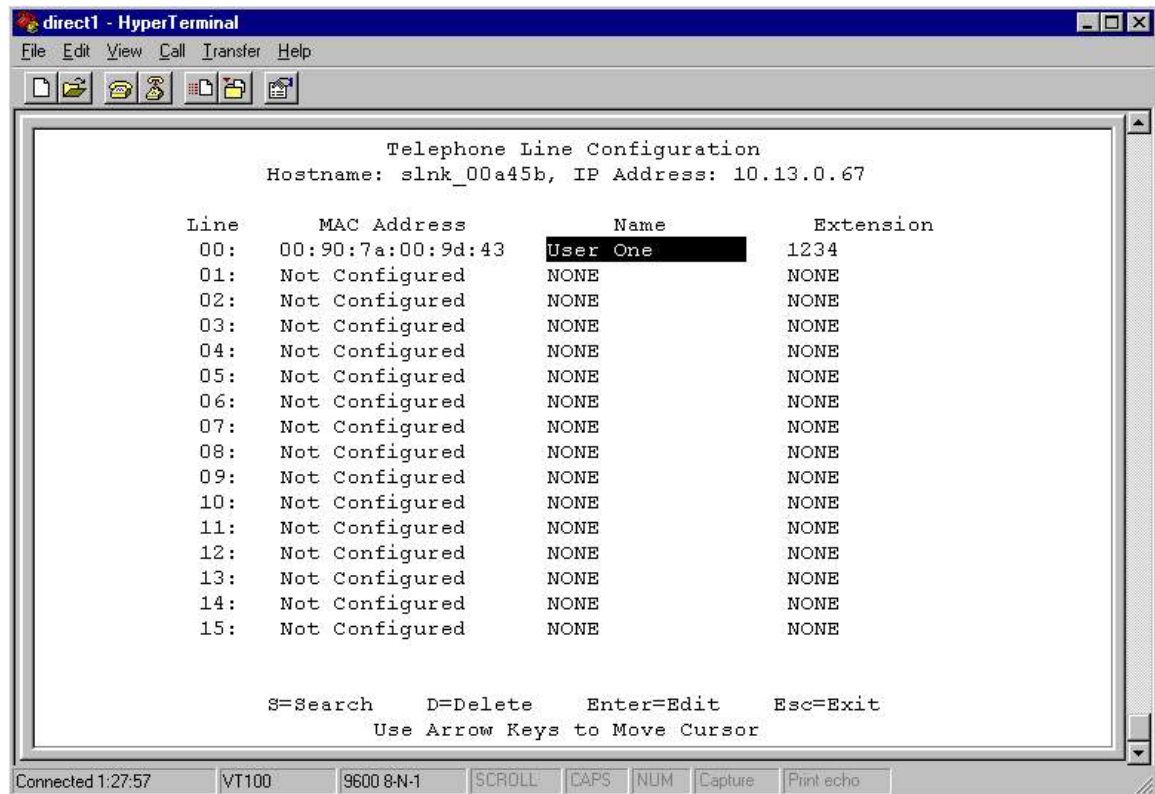 direct1 - HyperTerminal
File Edit View Call Transfer Help
Telephone Line Configuration
Hostname: slnk_00a45b, IP Address: 10.13.0.67
Line MAC Address Name Extension
00: 00:90:7a:00:9d:43 User One 1234
01: Not Configured NONE NONE
02: Not Configured NONE NONE
03: Not Configured NONE NONE
04: Not Configured NONE NONE
05: Not Configured NONE NONE
06: Not Configured NONE NONE
07: Not Configured NONE NONE
08: Not Configured NONE NONE
09: Not Configured NONE NONE
10: Not Configured NONE NONE
11: Not Configured NONE NONE
12: Not Configured NONE NONE
13: Not Configured NONE NONE
14: Not Configured NONE NONE
15: Not Configured NONE NONE
S=Search D=Delete Enter=Edit Esc=Exit
Use Arrow Keys to Move Cursor
Connected 1:27:57 VT100 9600 8-N-1 SCROLL CAPS NUM Capture Print echo